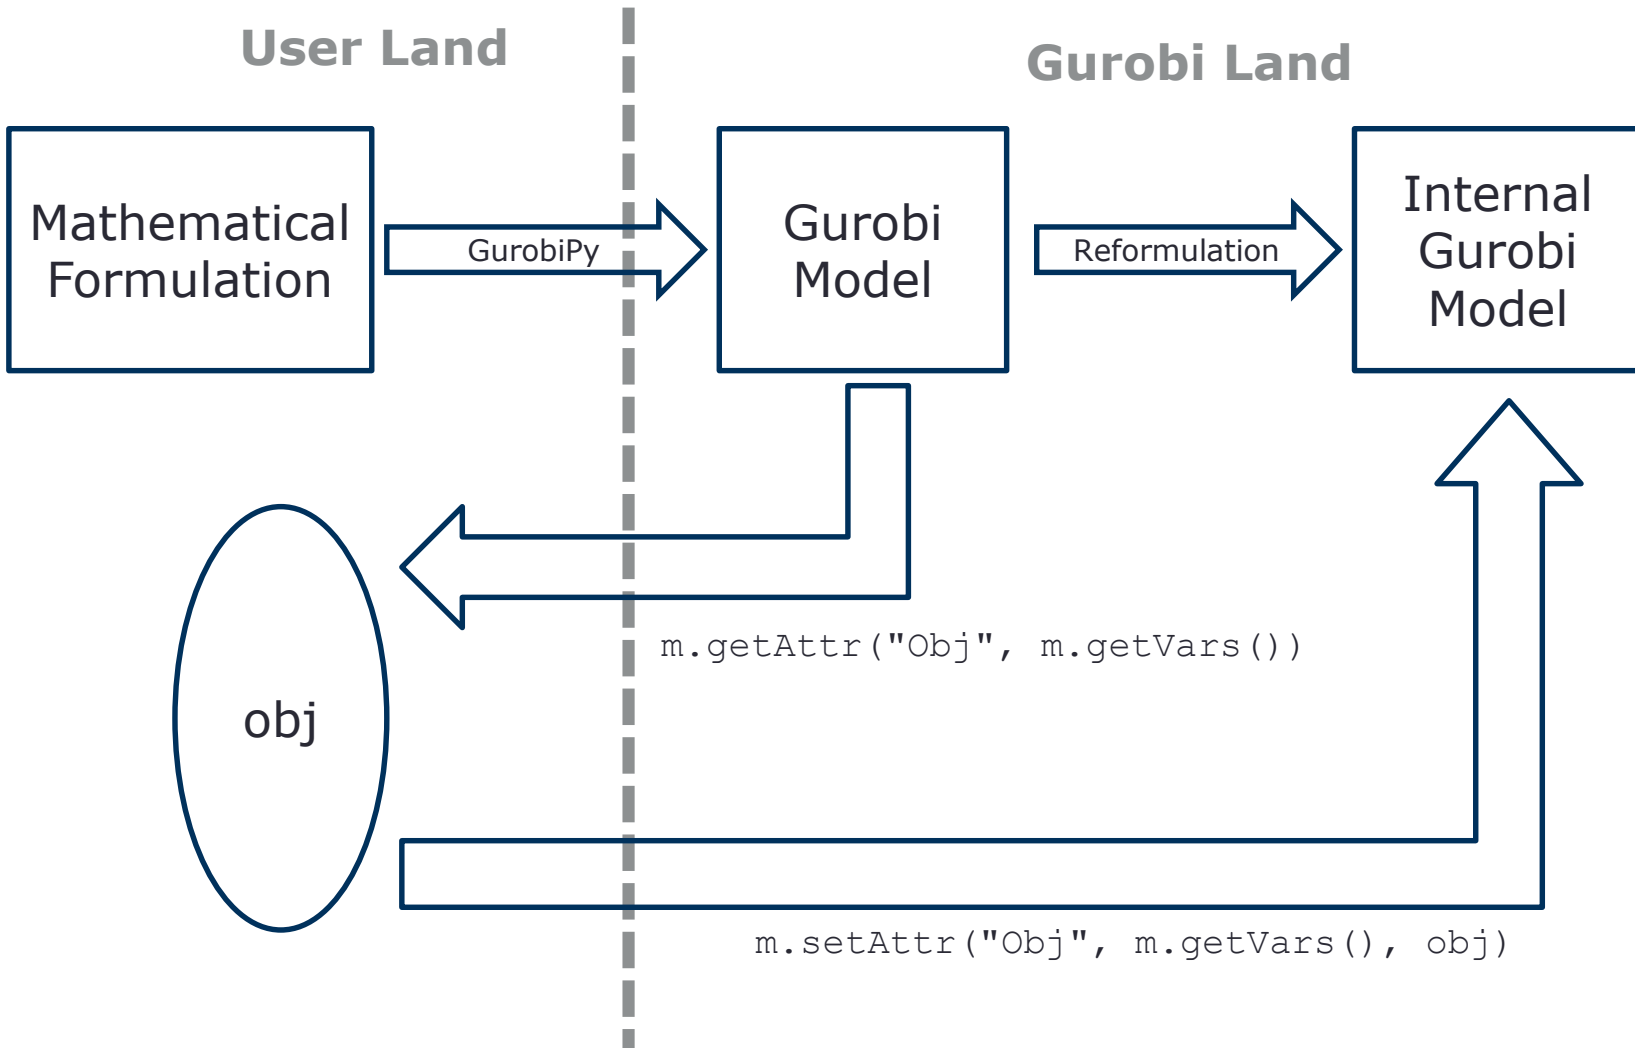 User Land
Gurobi Land
Mathematical
Formulation
GurobiPy
Gurobi
Model
Reformulation
Internal
Gurobi
Model
m.getAttr("Obj", m.getVars())
obj
m.setAttr("Obj", m.getVars(), obj)